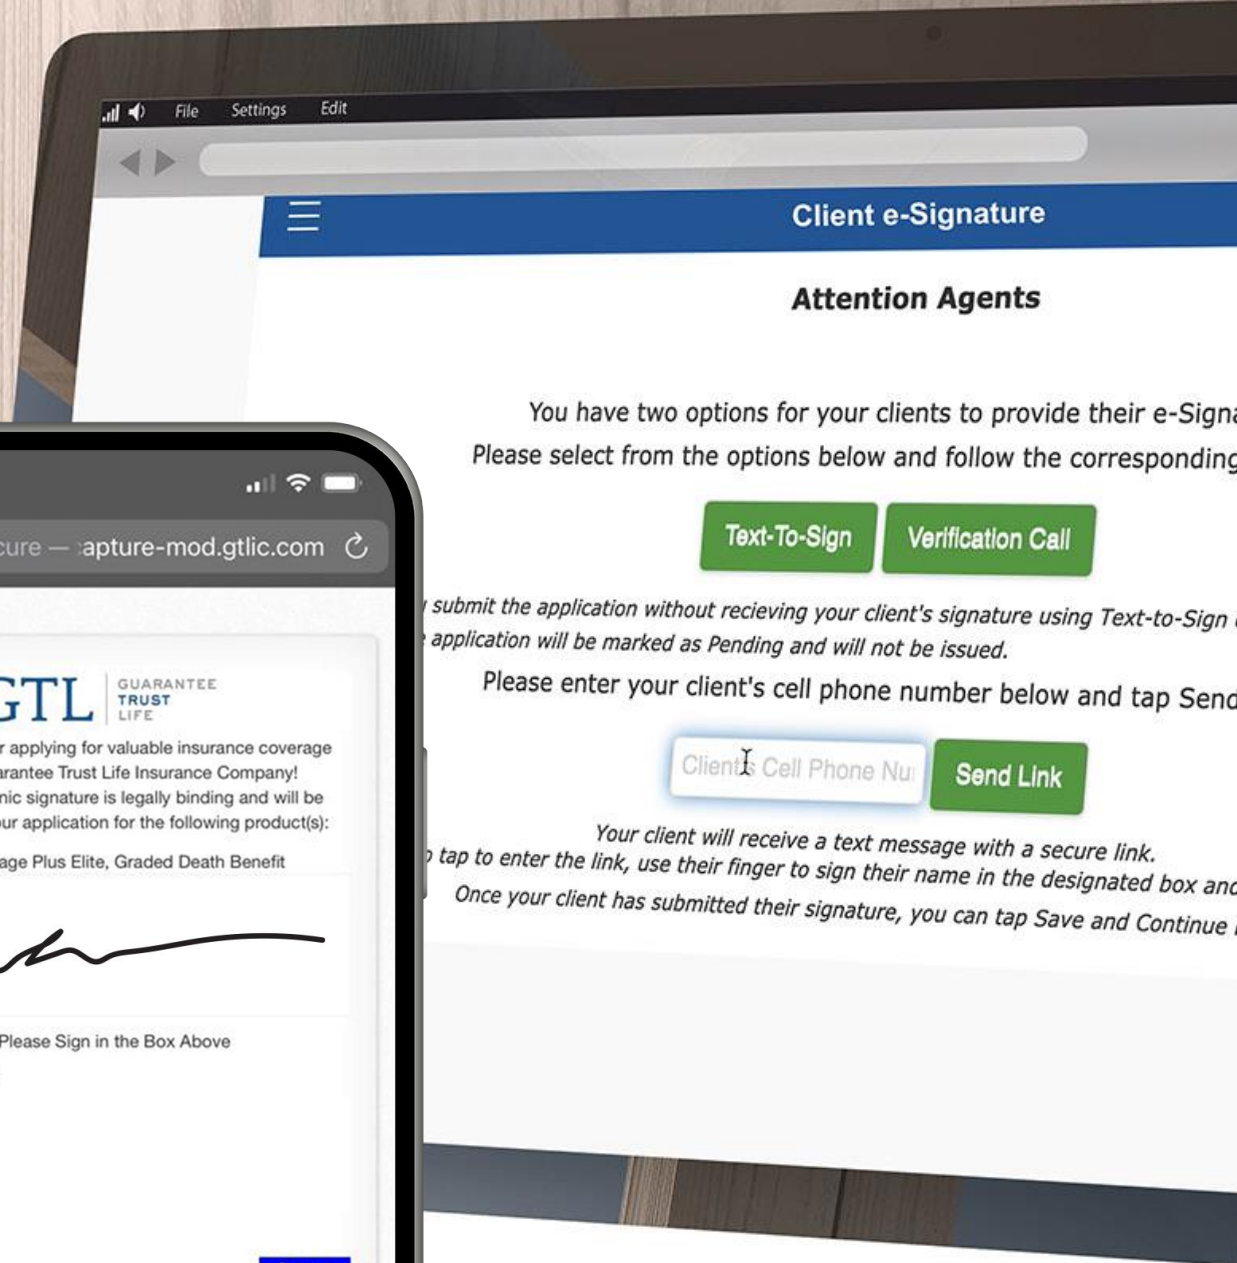 File Settings Edit
Client e-Signature
Attention Agents
You have two options for your clients to provide their
Please select from the options below and follow the corresponding
Text-To-Sign Verification Call
submit the application without recieving your client's signature using Text-to-Sign
application will be marked as Pending and will not be issued.
Please enter your client's cell phone number below and tap Send
Client's Cell Phone
Send Link
Your client will receive a text message with a secure link.
tap to enter the link, use their finger to sign their name in the designated box and
Once your client has submitted their signature, you can tap Save and Continue
apture-mod.gtlic.com
GTL
GUARANTEE
TRUST
LIFE
applying for valuable insurance coverage
arantee Trust Life Insurance Company!
nic signature is legally binding and will be
ur application for the following product(s):
age Plus Elite, Graded Death Benefit
Please Sign in the Box Above